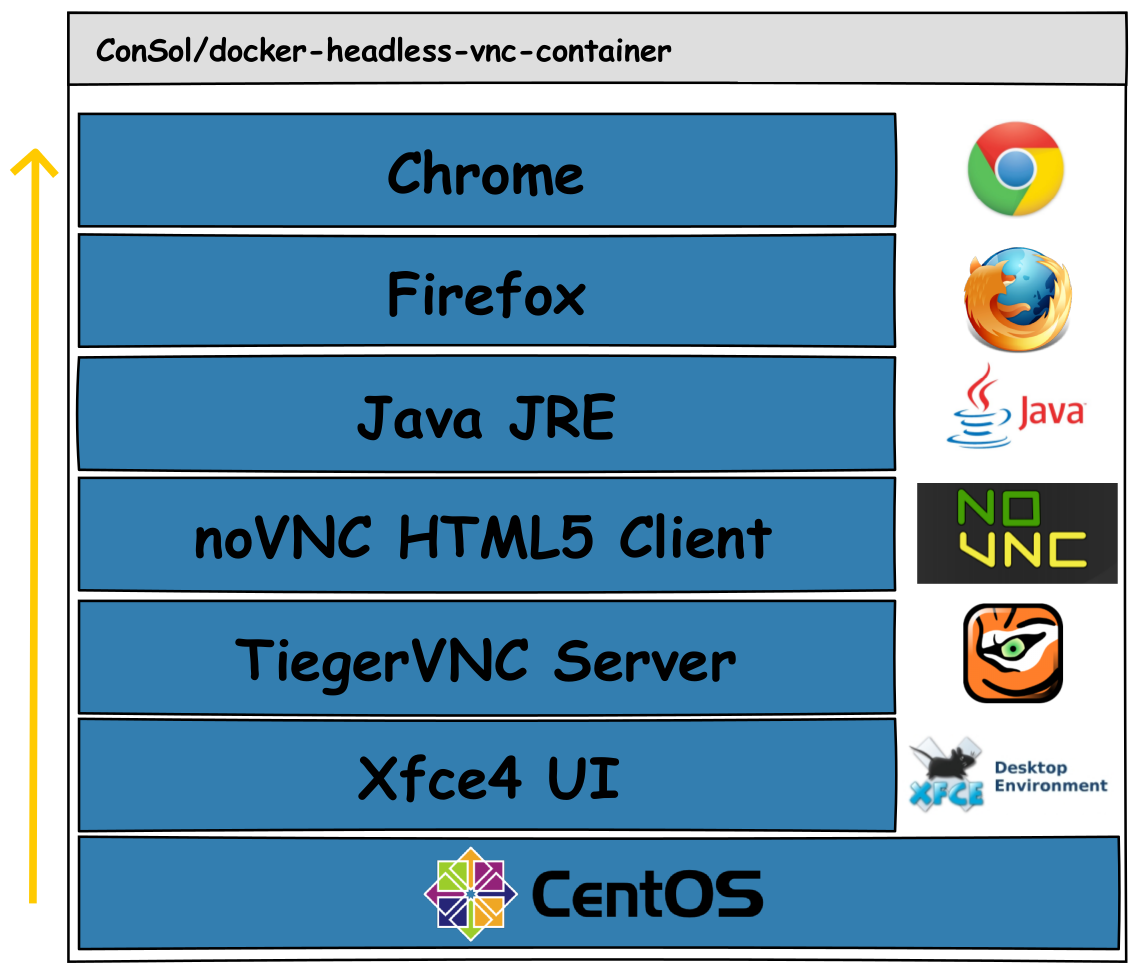 ConSol/docker-headless-vnc-container
Chrome
Firefox
Java JRE
Java
noVNC HTML5 Client
NO
VNC
TiegerVNC Server
Xfce4 UI
XFCE
Desktop
Environment
CentOS